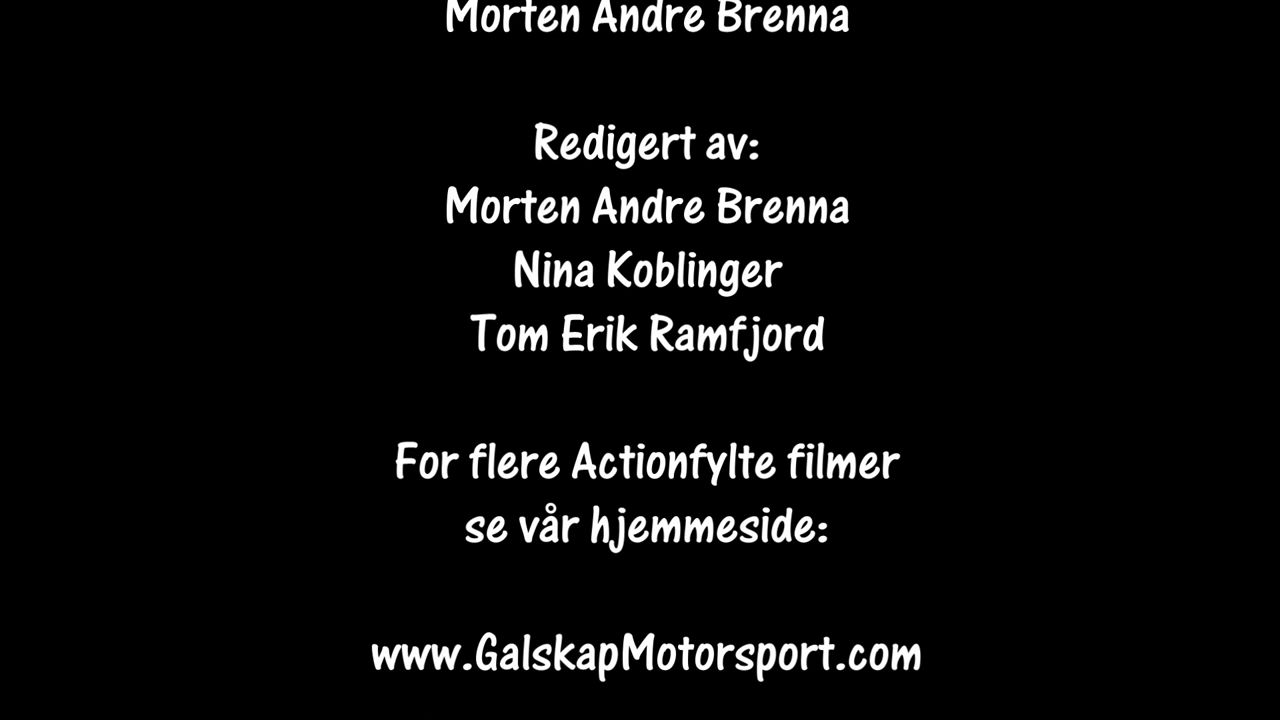 Morten Andre Brenna
Redigert av:
Morten Andre Brenna
Nina Koblinger
Tom Erik Ramfjord
For flere Actionfylte filmer
se vår hjemmeside:
www.GalskapMotorsport.com